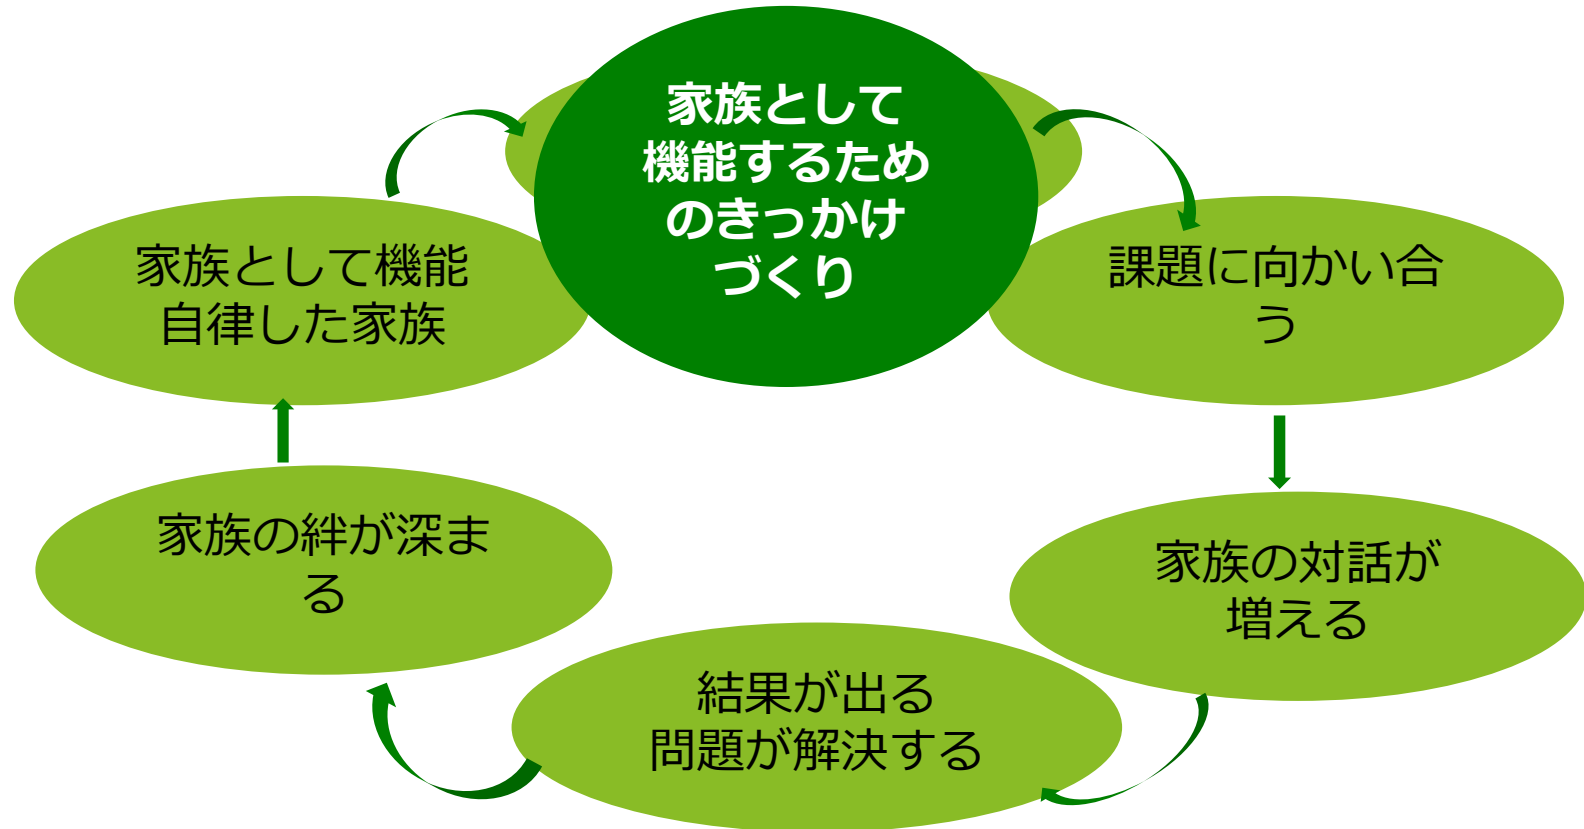 家族として
機能するため
のきっかけ
づくり
課題に向かい合
う
家族の対話が
増える
結果が出る
問題が解決する
家族の絆が深ま
る
家族として機能
自律した家族